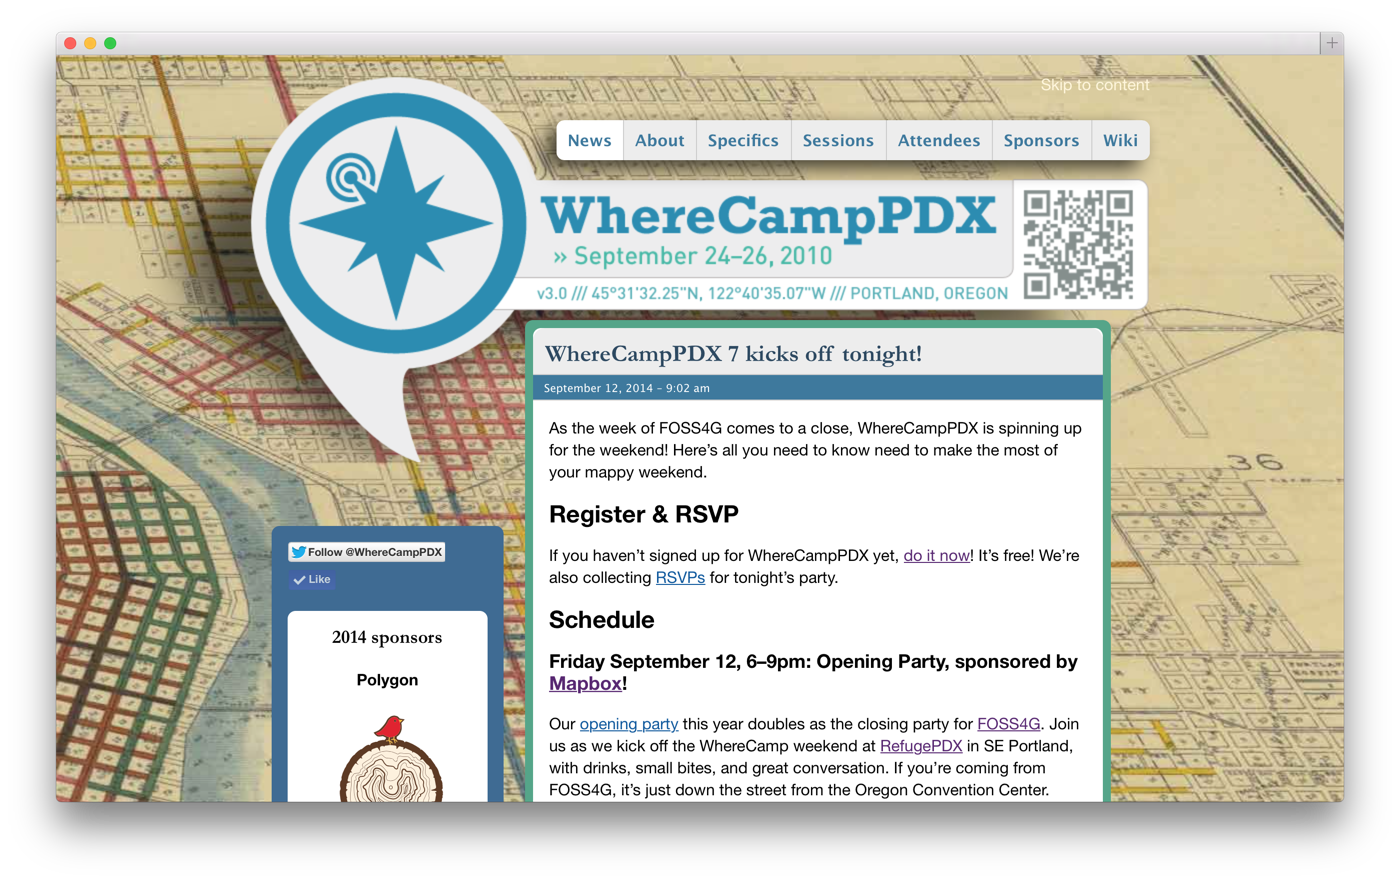 Skip to content
News About Specifics Sessions Attendees Sponsors Wiki
WhereCampPDX
» September 24–26, 2010
v3.0 /// 45°31'32.25"N, 122°40'35.07"W /// PORTLAND, OREGON
WhereCampPDX 7 kicks off tonight!
September 12, 2014 – 9:02 am
As the week of FOSS4G comes to a close, WhereCampPDX is spinning up
for the weekend! Here’s all you need to know need to make the most of
your mappy weekend.
Register & RSVP
If you haven’t signed up for WhereCampPDX yet, do it now! It’s free! We’re
also collecting RSVPs for tonight’s party.
Schedule
Friday September 12, 6–9pm: Opening Party, sponsored by
Mapbox!
Our opening party this year doubles as the closing party for FOSS4G. Join
us as we kick off the WhereCamp weekend at RefugePDX in SE Portland,
with drinks, small bites, and great conversation. If you’re coming from
FOSS4G, it’s just down the street from the Oregon Convention Center.
Follow @WhereCampPDX
Like
2014 sponsors
Polygon
36